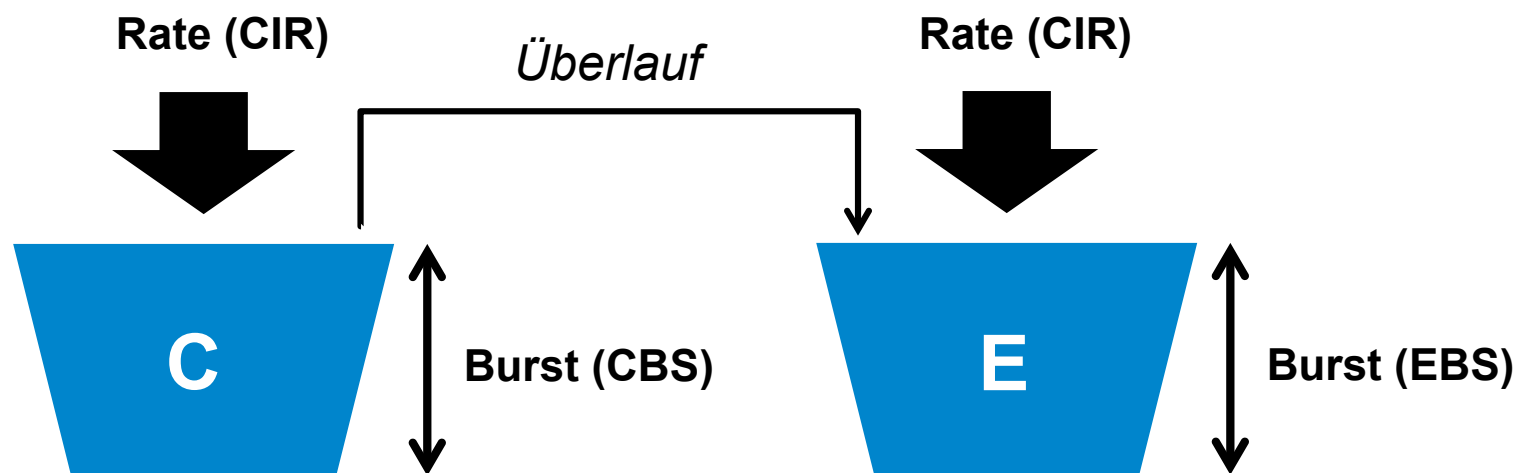 Rate (CIR)
Überlauf
Rate (CIR)
C
Burst (CBS)
E
Burst (EBS)